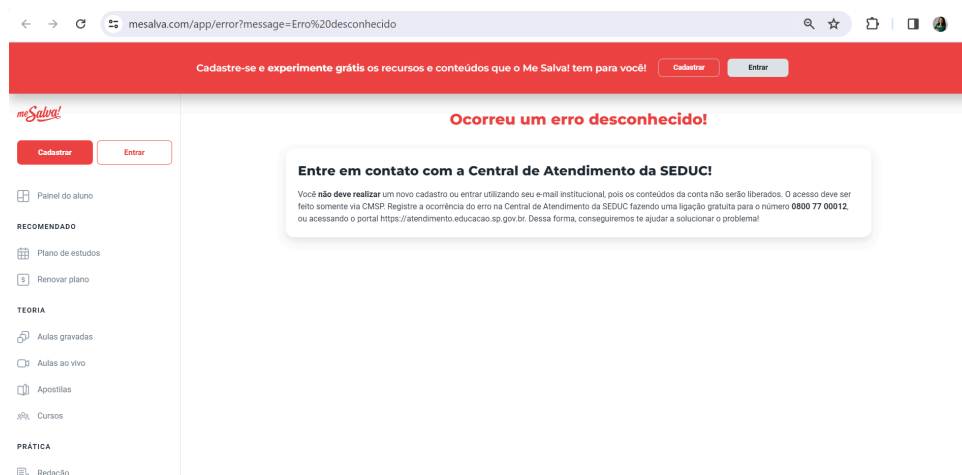 mesalva.com/app/error?message=Erro%20desconhecido
Cadastre-se e experimente grátis os recursos e conteúdos que o Me Salva! tem para você! Cadastrar Entrar
me Salva!
Cadastrar Entrar
Painel do aluno
RECOMENDADO
Plano de estudos
Renovar plano
TEORIA
Aulas gravadas
Aulas ao vivo
Apostilas
Cursos
PRÁTICA
Redação
Ocorreu um erro desconhecido!
Entre em contato com a Central de Atendimento da SEDUC!
Você não deve realizar um novo cadastro ou entrar utilizando seu e-mail institucional, pois os conteúdos da conta não serão liberados. O acesso deve ser
feito somente via CMSP. Registre a ocorrência do erro na Central de Atendimento da SEDUC fazendo uma ligação gratuita para o número 0800 77 00012,
ou acessando o portal https://atendimento.educacao.sp.gov.br. Dessa forma, conseguiremos te ajudar a solucionar o problema!